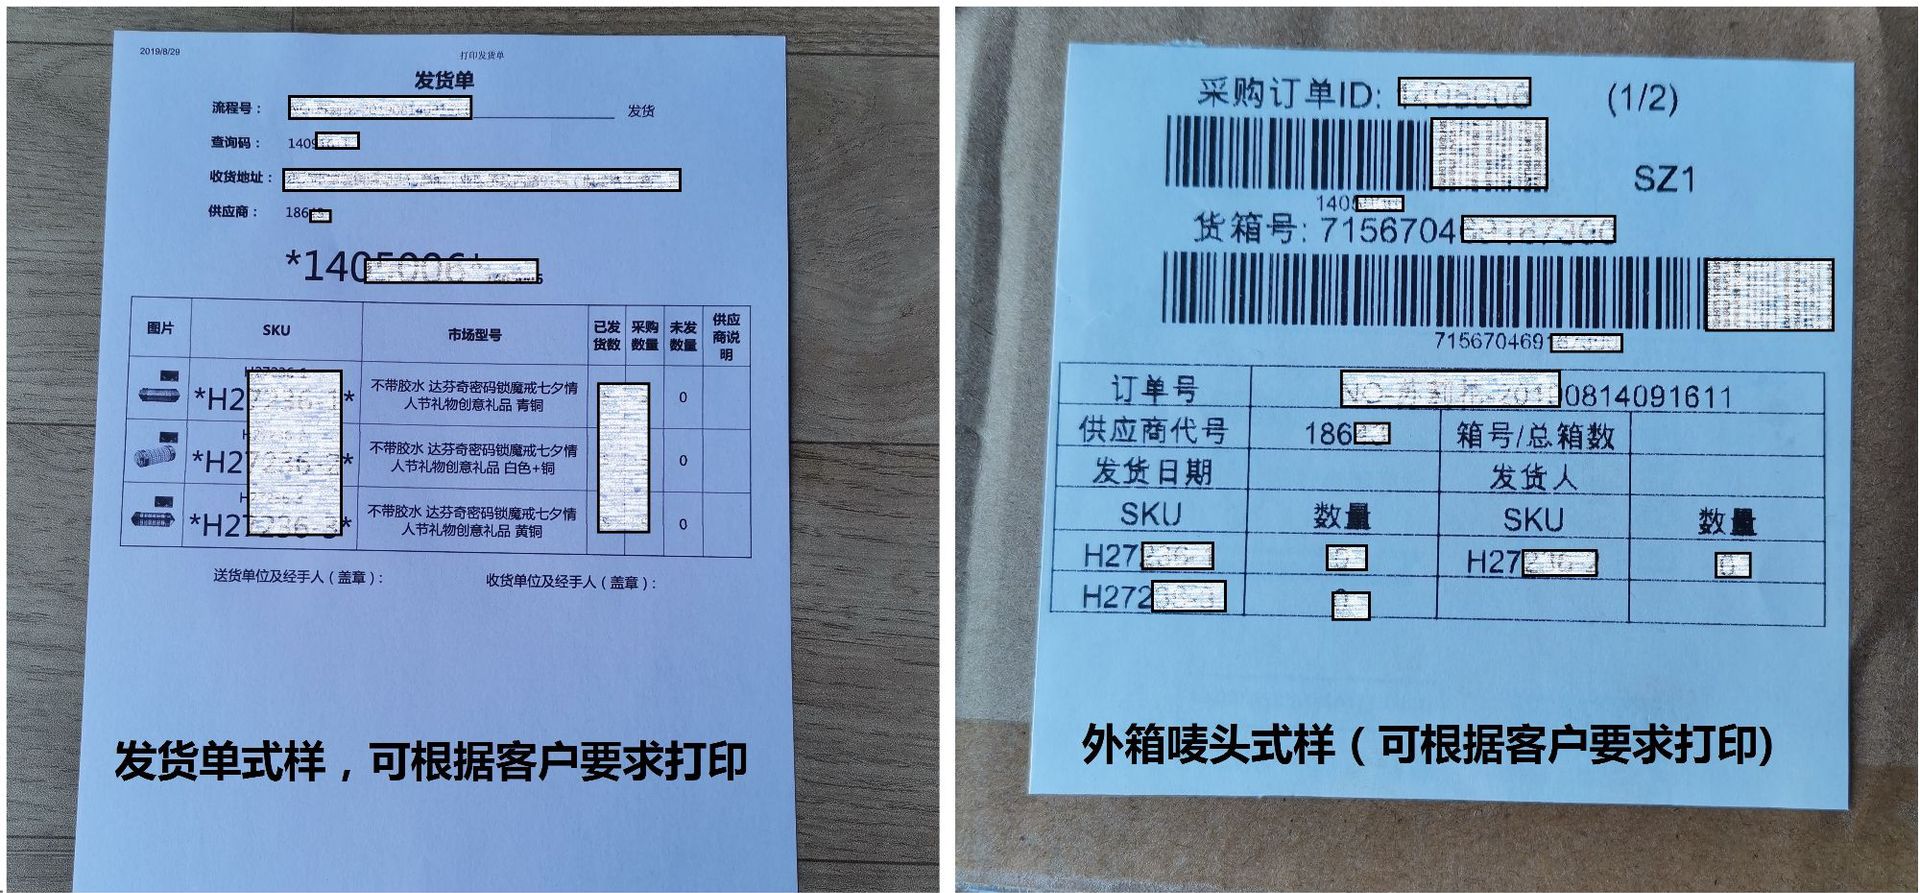 2019/8/29
打印发货单
发货单
流程号：
发货
查询码： 140
收货地址：
供应商： 186
*140
图片 SKU 市场型号 已发货数 采购数量 未发数量 供应商说明
*H2 * 不带胶水 达芬奇密码锁魔戒七夕情
人节礼物创意礼品 青铜 0
*H2 * 不带胶水 达芬奇密码锁魔戒七夕情
人节礼物创意礼品 白色+铜 0
*H2 * 不带胶水 达芬奇密码锁魔戒七夕情
人节礼物创意礼品 黄铜 0
送货单位及经手人（盖章）： 收货单位及经手人（盖章）：
发货单式样，可根据客户要求打印
采购订单ID: (1/2)
SZ1
140
货箱号: 7156704
715670469
订单号 0814091611
供应商代号 186 箱号/总箱数
发货日期 发货人
SKU 数量 SKU 数量
H27 H27
H272
外箱唛头式样（可根据客户要求打印)